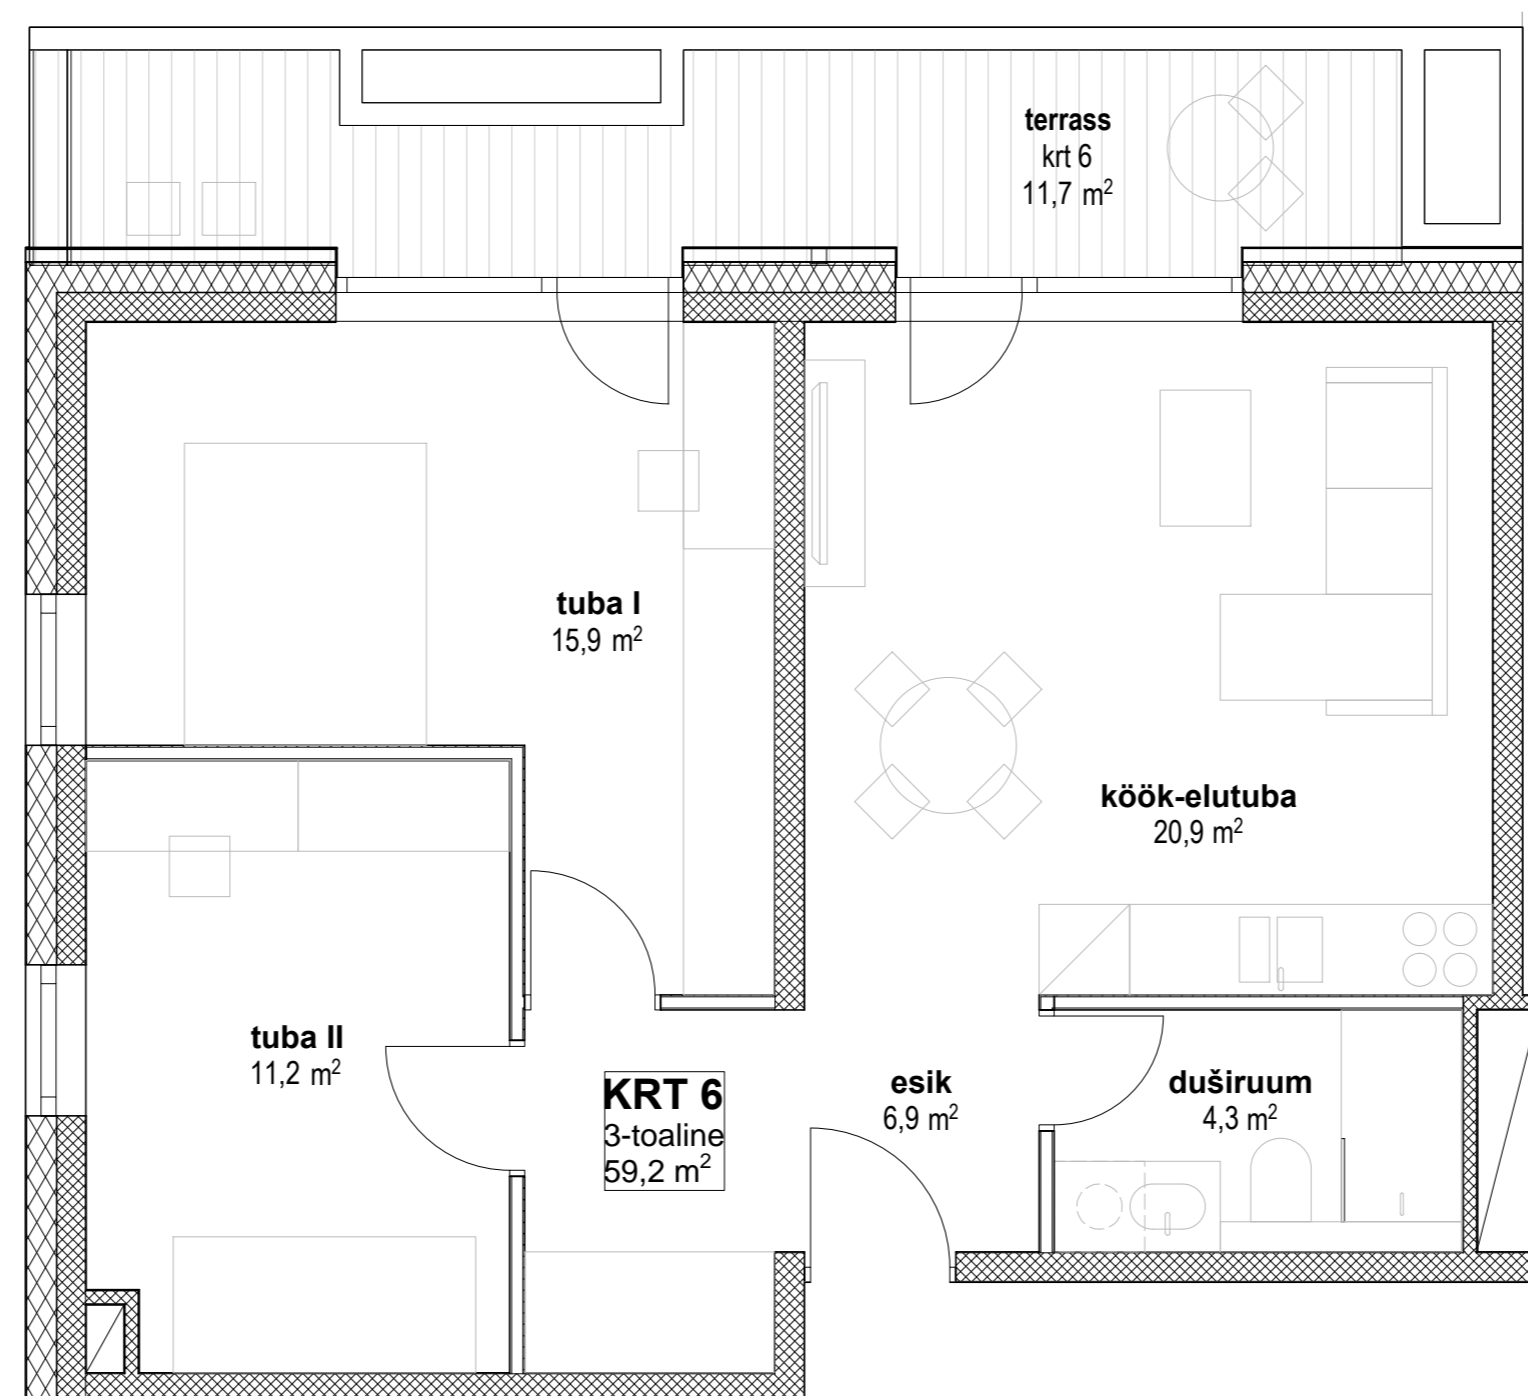 terrass
krt 6
11,7 m²
tuba I
15,9 m²
köök-elutuba
20,9 m²
tuba II
11,2 m²
KRT 6
3-toaline
59,2 m²
esik
6,9 m²
duširuum
4,3 m²